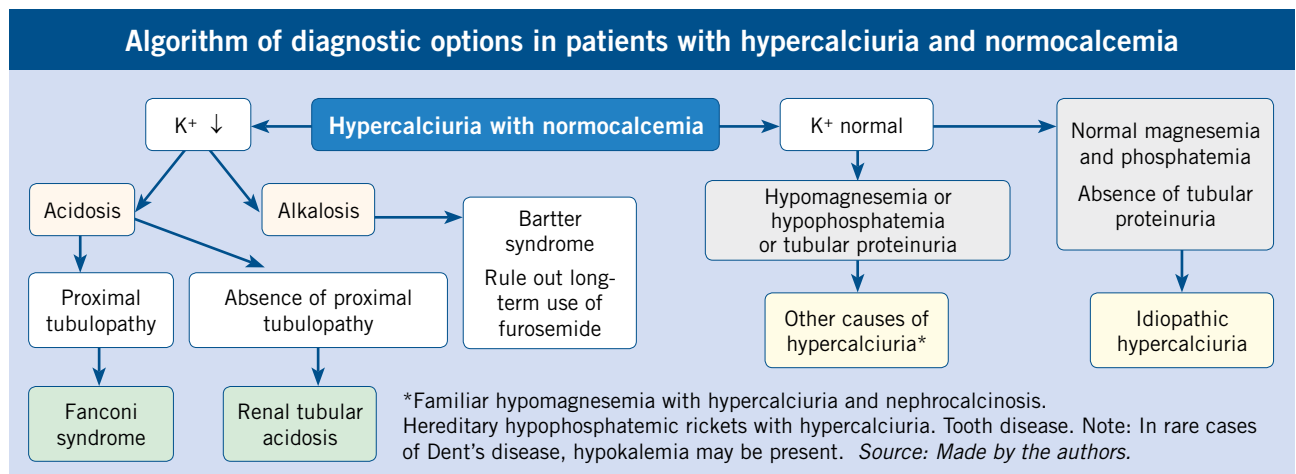 Algorithm of diagnostic options in patients with hypercalciuria and normocalcemia
K+ ↓
Hypercalciuria with normocalcemia
K+ normal
Normal magnesemia
and phosphatemia
Absence of tubular
proteinuria
Acidosis
Alkalosis
Bartter
syndrome
Rule out long-
term use of
furosemide
Hypomagnesemia or
hypophosphatemia
or tubular proteinuria
Proximal
tubulopathy
Absence of proximal
tubulopathy
Other causes of
hypercalciuria*
Idiopathic
hypercalciuria
Fanconi
syndrome
Renal tubular
acidosis
*Familiar hypomagnesemia with hypercalciuria and nephrocalcinosis.
Hereditary hypophosphatemic rickets with hypercalciuria. Tooth disease. Note: In rare cases
of Dent’s disease, hypokalemia may be present. Source: Made by the authors.